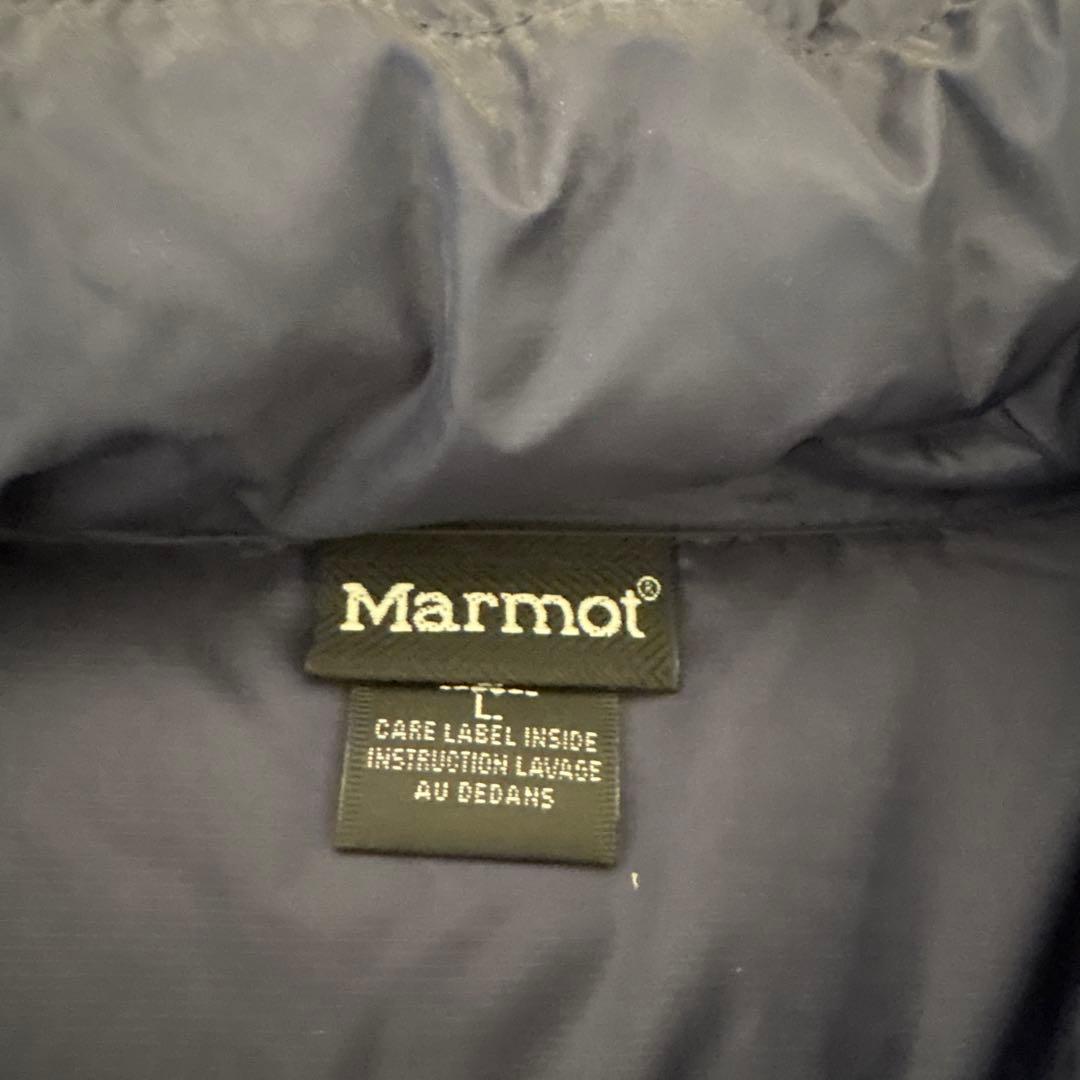 Marmot®
L.
CARE LABEL INSIDE
INSTRUCTION LAVAGE
AU DEDANS